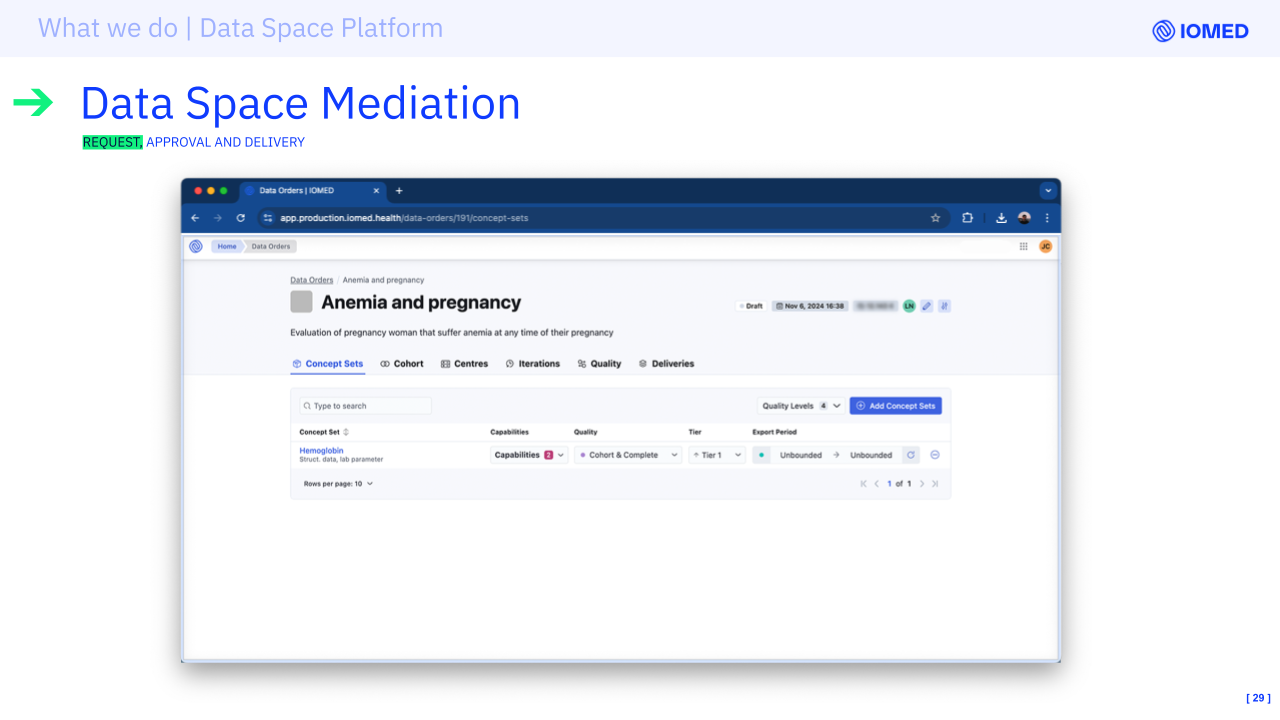 What we do | Data Space Platform
IOMED
Data Space Mediation
REQUEST, APPROVAL AND DELIVERY
Data Orders | IOMED
app.production.iomed.health/data-orders/191/concept-sets
Home Data Orders JC
Data Orders / Anemia and pregnancy
Anemia and pregnancy
Draft Nov 6, 2024 16:38 LN
Evaluation of pregnancy woman that suffer anemia at any time of their pregnancy
Concept Sets Cohort Centres Iterations Quality Deliveries
Type to search Quality Levels 4 Add Concept Sets
Concept Set Capabilities Quality Tier Export Period
Hemoglobin
Struct. data, lab parameter
Capabilities 2 Cohort & Complete Tier 1 Unbounded Unbounded
Rows per page: 10 1 of 1
[ 29 ]